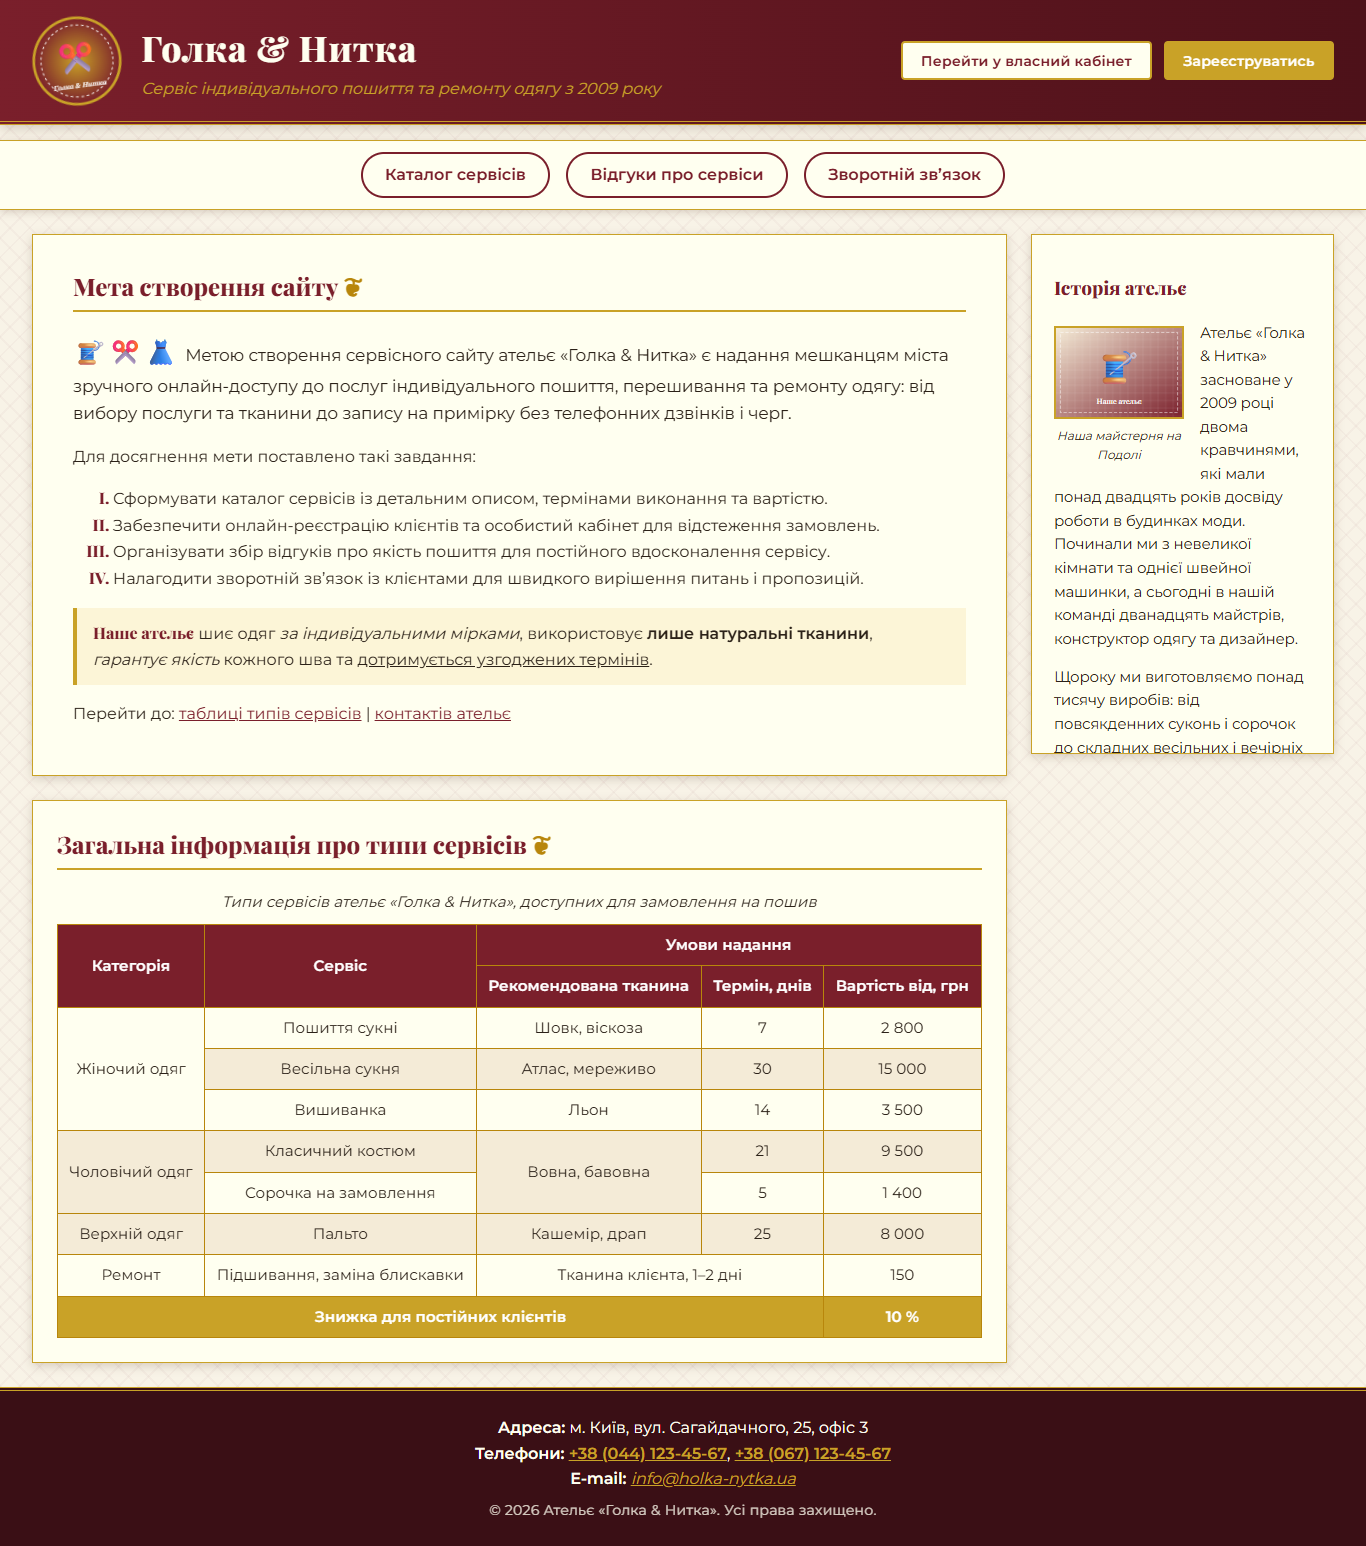 Голка & Нитка
Голка & Нитка
Сервіс індивідуального пошиття та ремонту одягу з 2009 року
Перейти у власний кабінет
Зареєструватись
Каталог сервісів
Відгуки про сервіси
Зворотній зв’язок
Мета створення сайту ❦
Метою створення сервісного сайту ательє «Голка & Нитка» є надання мешканцям міста
зручного онлайн-доступу до послуг індивідуального пошиття, перешивання та ремонту одягу: від
вибору послуги та тканини до запису на примірку без телефонних дзвінків і черг.
Для досягнення мети поставлено такі завдання:
I. Сформувати каталог сервісів із детальним описом, термінами виконання та вартістю.
II. Забезпечити онлайн-реєстрацію клієнтів та особистий кабінет для відстеження замовлень.
III. Організувати збір відгуків про якість пошиття для постійного вдосконалення сервісу.
IV. Налагодити зворотній зв’язок із клієнтами для швидкого вирішення питань і пропозицій.
Наше ательє шиє одяг за індивідуальними мірками, використовує лише натуральні тканини,
гарантує якість кожного шва та дотримується узгоджених термінів.
Перейти до: таблиці типів сервісів | контактів ательє
Історія ательє
Наше ательє
Наша майстерня на
Подолі
Ательє «Голка
& Нитка»
засноване у
2009 році
двома
кравчинями,
які мали
понад двадцять років досвіду
роботи в будинках моди.
Починали ми з невеликої
кімнати та однієї швейної
машинки, а сьогодні в нашій
команді дванадцять майстрів,
конструктор одягу та дизайнер.
Щороку ми виготовляємо понад
тисячу виробів: від
повсякденних суконь і сорочок
до складних весільних і вечірніх
Загальна інформація про типи сервісів ❦
Типи сервісів ательє «Голка & Нитка», доступних для замовлення на пошив
Категорія Сервіс Умови надання
Рекомендована тканина Термін, днів Вартість від, грн
Жіночий одяг Пошиття сукні Шовк, віскоза 7 2 800
Весільна сукня Атлас, мереживо 30 15 000
Вишиванка Льон 14 3 500
Чоловічий одяг Класичний костюм Вовна, бавовна 21 9 500
Сорочка на замовлення 5 1 400
Верхній одяг Пальто Кашемір, драп 25 8 000
Ремонт Підшивання, заміна блискавки Тканина клієнта, 1–2 дні 150
Знижка для постійних клієнтів 10 %
Адреса: м. Київ, вул. Сагайдачного, 25, офіс 3
Телефони: +38 (044) 123-45-67, +38 (067) 123-45-67
E-mail: info@holka-nytka.ua
© 2026 Ательє «Голка & Нитка». Усі права захищено.